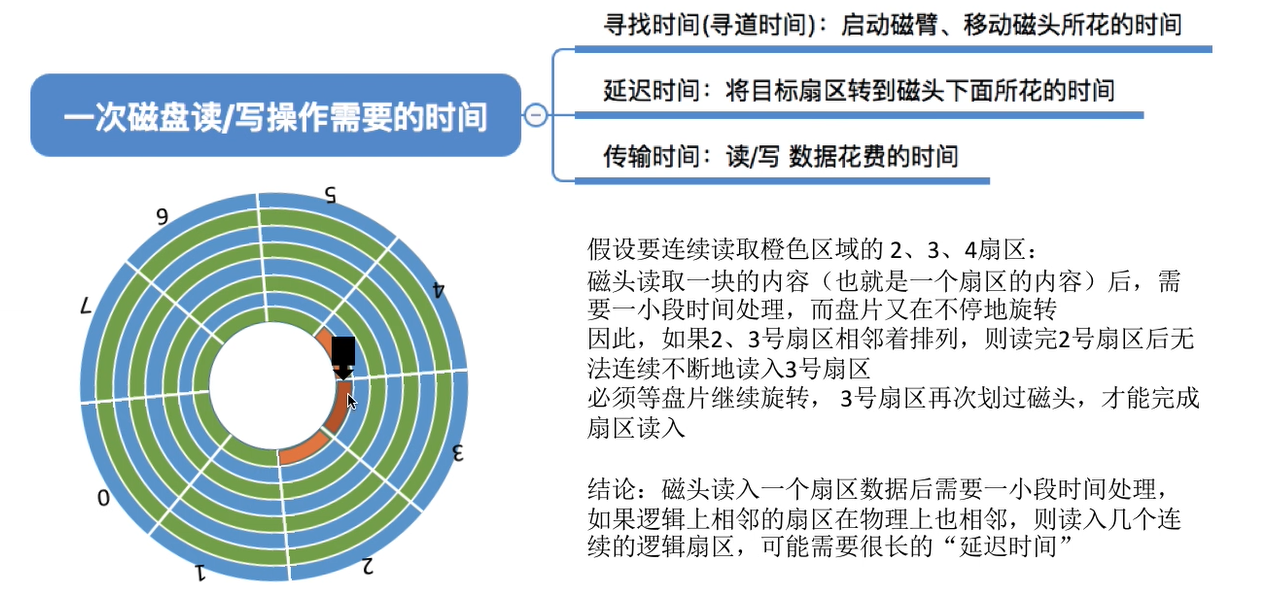 寻找时间(寻道时间)：启动磁臂、移动磁头所花的时间
一次磁盘读/写操作需要的时间
延迟时间：将目标扇区转到磁头下面所花的时间
传输时间：读/写 数据花费的时间
5
6
4
7
3
0
2
1
假设要连续读取橙色区域的 2、3、4扇区：
磁头读取一块的内容（也就是一个扇区的内容）后，需
要一小段时间处理，而盘片又在不停地旋转
因此，如果2、3号扇区相邻着排列，则读完2号扇区后无
法连续不断地读入3号扇区
必须等盘片继续旋转， 3号扇区再次划过磁头，才能完成
扇区读入
结论：磁头读入一个扇区数据后需要一小段时间处理，
如果逻辑上相邻的扇区在物理上也相邻，则读入几个连
续的逻辑扇区，可能需要很长的“延迟时间”